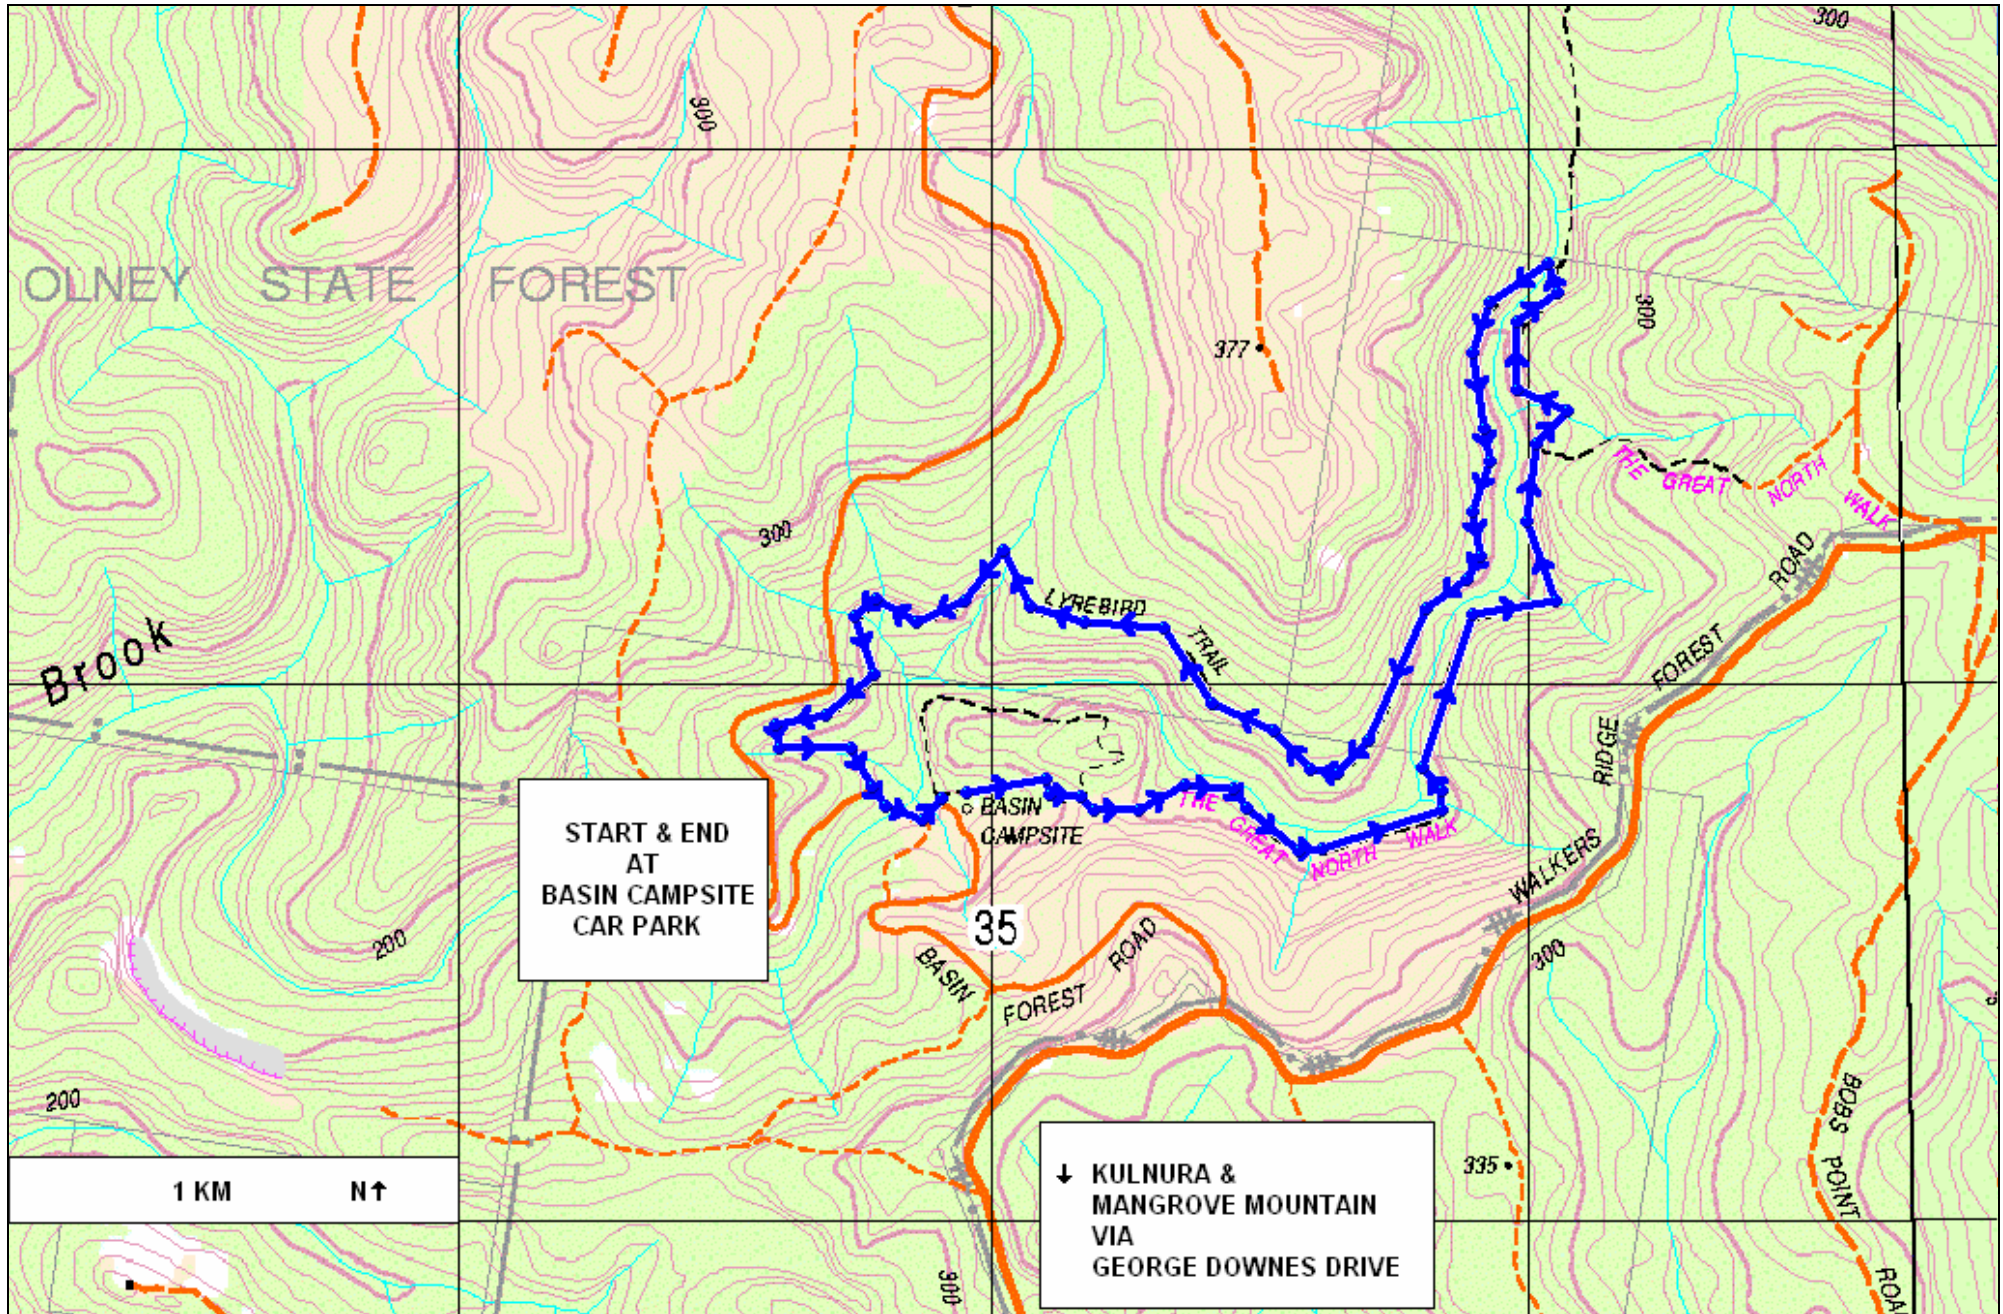 300
300
OLNEY STATE FOREST
300
377
THE GREAT NORTH WALK
300
ROAD
LYREBIRD
TRAIL
FOREST
Brook
RIDGE
BASIN
CAMPSITE
THE
GREAT
NORTH
WALK
START & END
AT
BASIN CAMPSITE
CAR PARK
WALKERS
35
200
BASIN
FOREST
ROAD
300
200
BOBS
POINT
ROA
335
1 KM N↑
↓ KULNURA &
MANGROVE MOUNTAIN
VIA
GEORGE DOWNES DRIVE
300